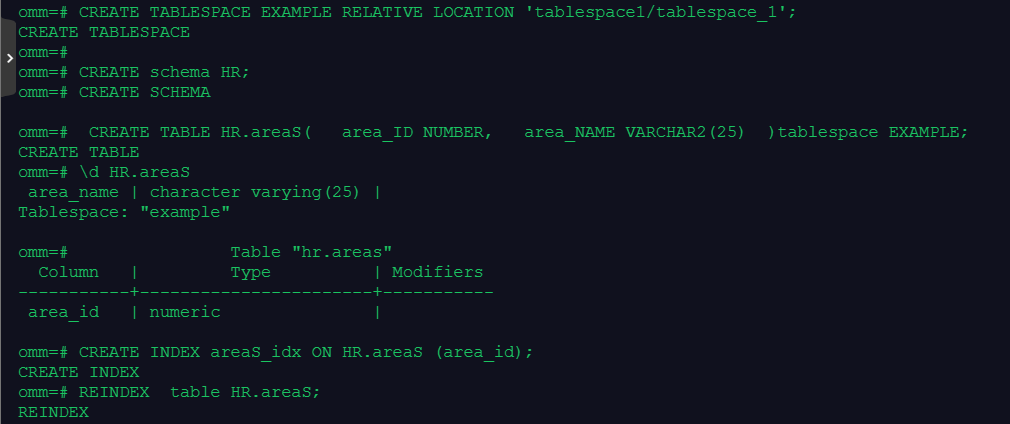 omm=# CREATE TABLESPACE EXAMPLE RELATIVE LOCATION 'tablespace1/tablespace_1';
CREATE TABLESPACE
omm=#
omm=# CREATE schema HR;
omm=# CREATE SCHEMA
omm=#  CREATE TABLE HR.areaS(   area_ID NUMBER,   area_NAME VARCHAR2(25)  )tablespace EXAMPLE;
CREATE TABLE
omm=# \d HR.areaS
 area_name | character varying(25) |
Tablespace: "example"
omm=#                Table "hr.areas"
  Column   |         Type          | Modifiers
-----------+-----------------------+-----------
 area_id   | numeric               |
omm=# CREATE INDEX areaS_idx ON HR.areaS (area_id);
CREATE INDEX
omm=# REINDEX  table HR.areaS;
REINDEX